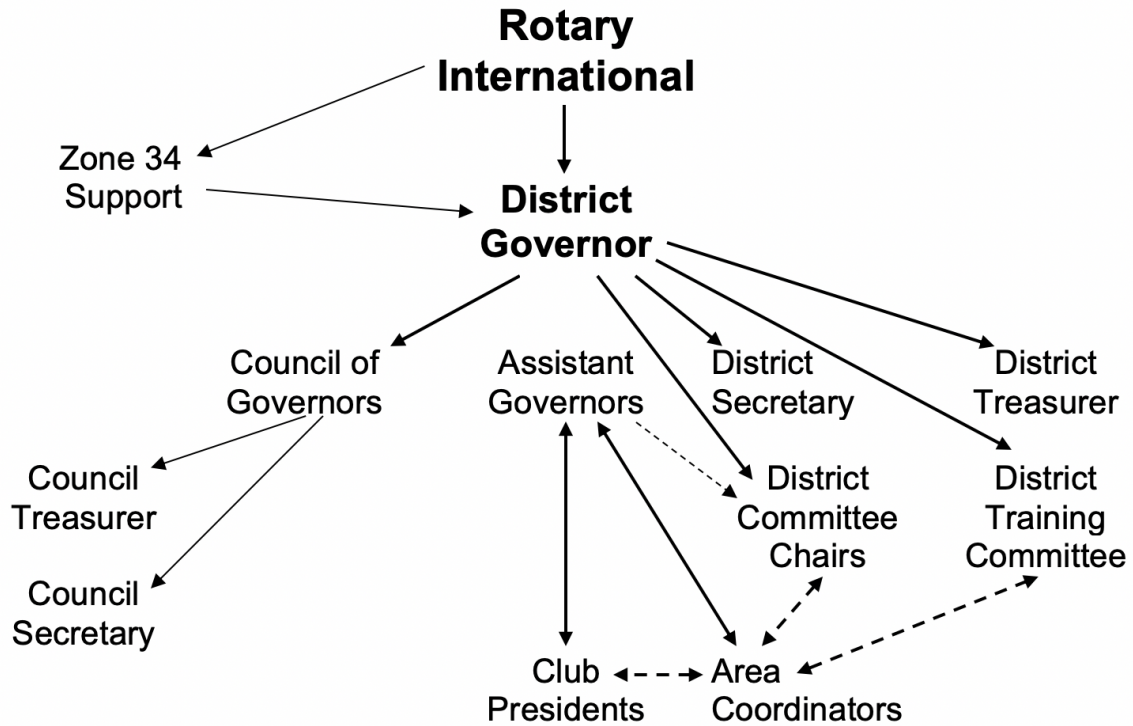 Rotary
International
Zone 34
Support
District
Governor
Council of
Governors
Assistant
Governors
District
Secretary
District
Treasurer
Council
Treasurer
District
Committee
Chairs
District
Training
Committee
Council
Secretary
Club
Presidents
Area
Coordinators